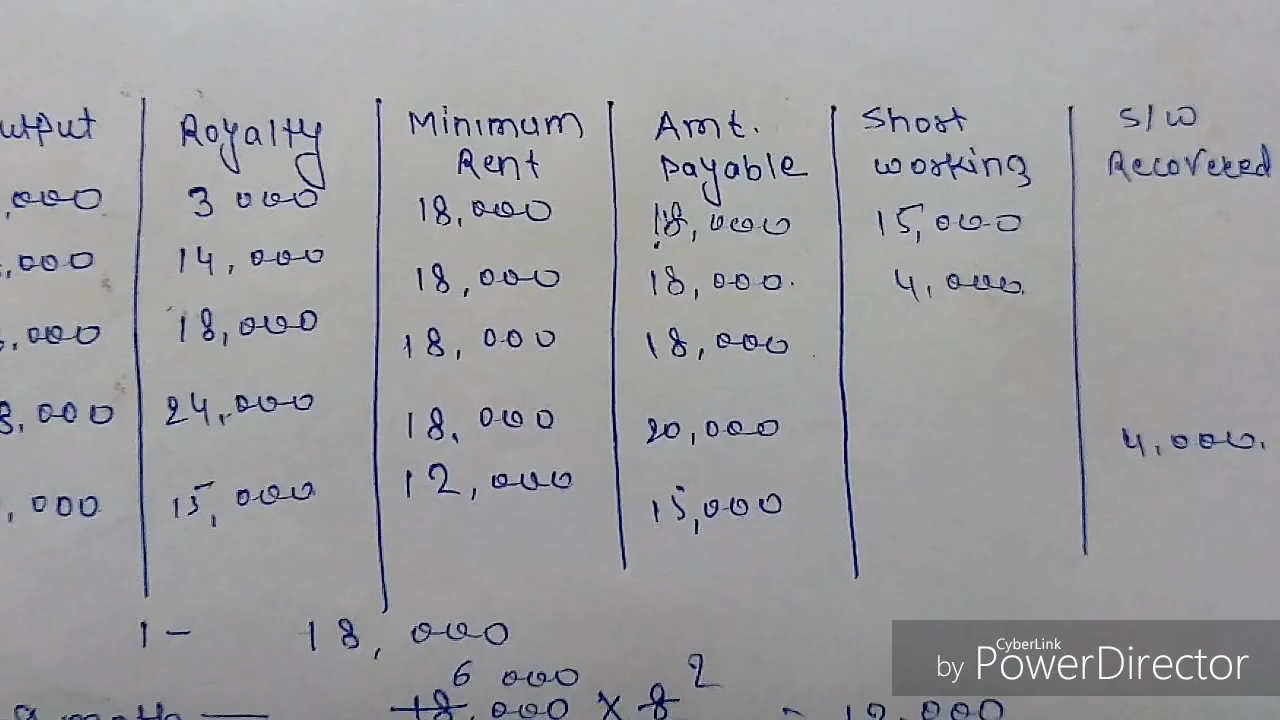 utput Royalty Minimum Rent Amt. payable Short working S/W Recovered
,000 3000 18,000 18,000 15,000
,000 14,000 18,000 18,000. 4,000.
,000 18,000 18,000 18,000
8,000 24,000 18,000 20,000 4,000.
,000 15,000 12,000 15,000
1- 18,000
6 000 2
18,000 × 8 - 12,000
CyberLink
by PowerDirector